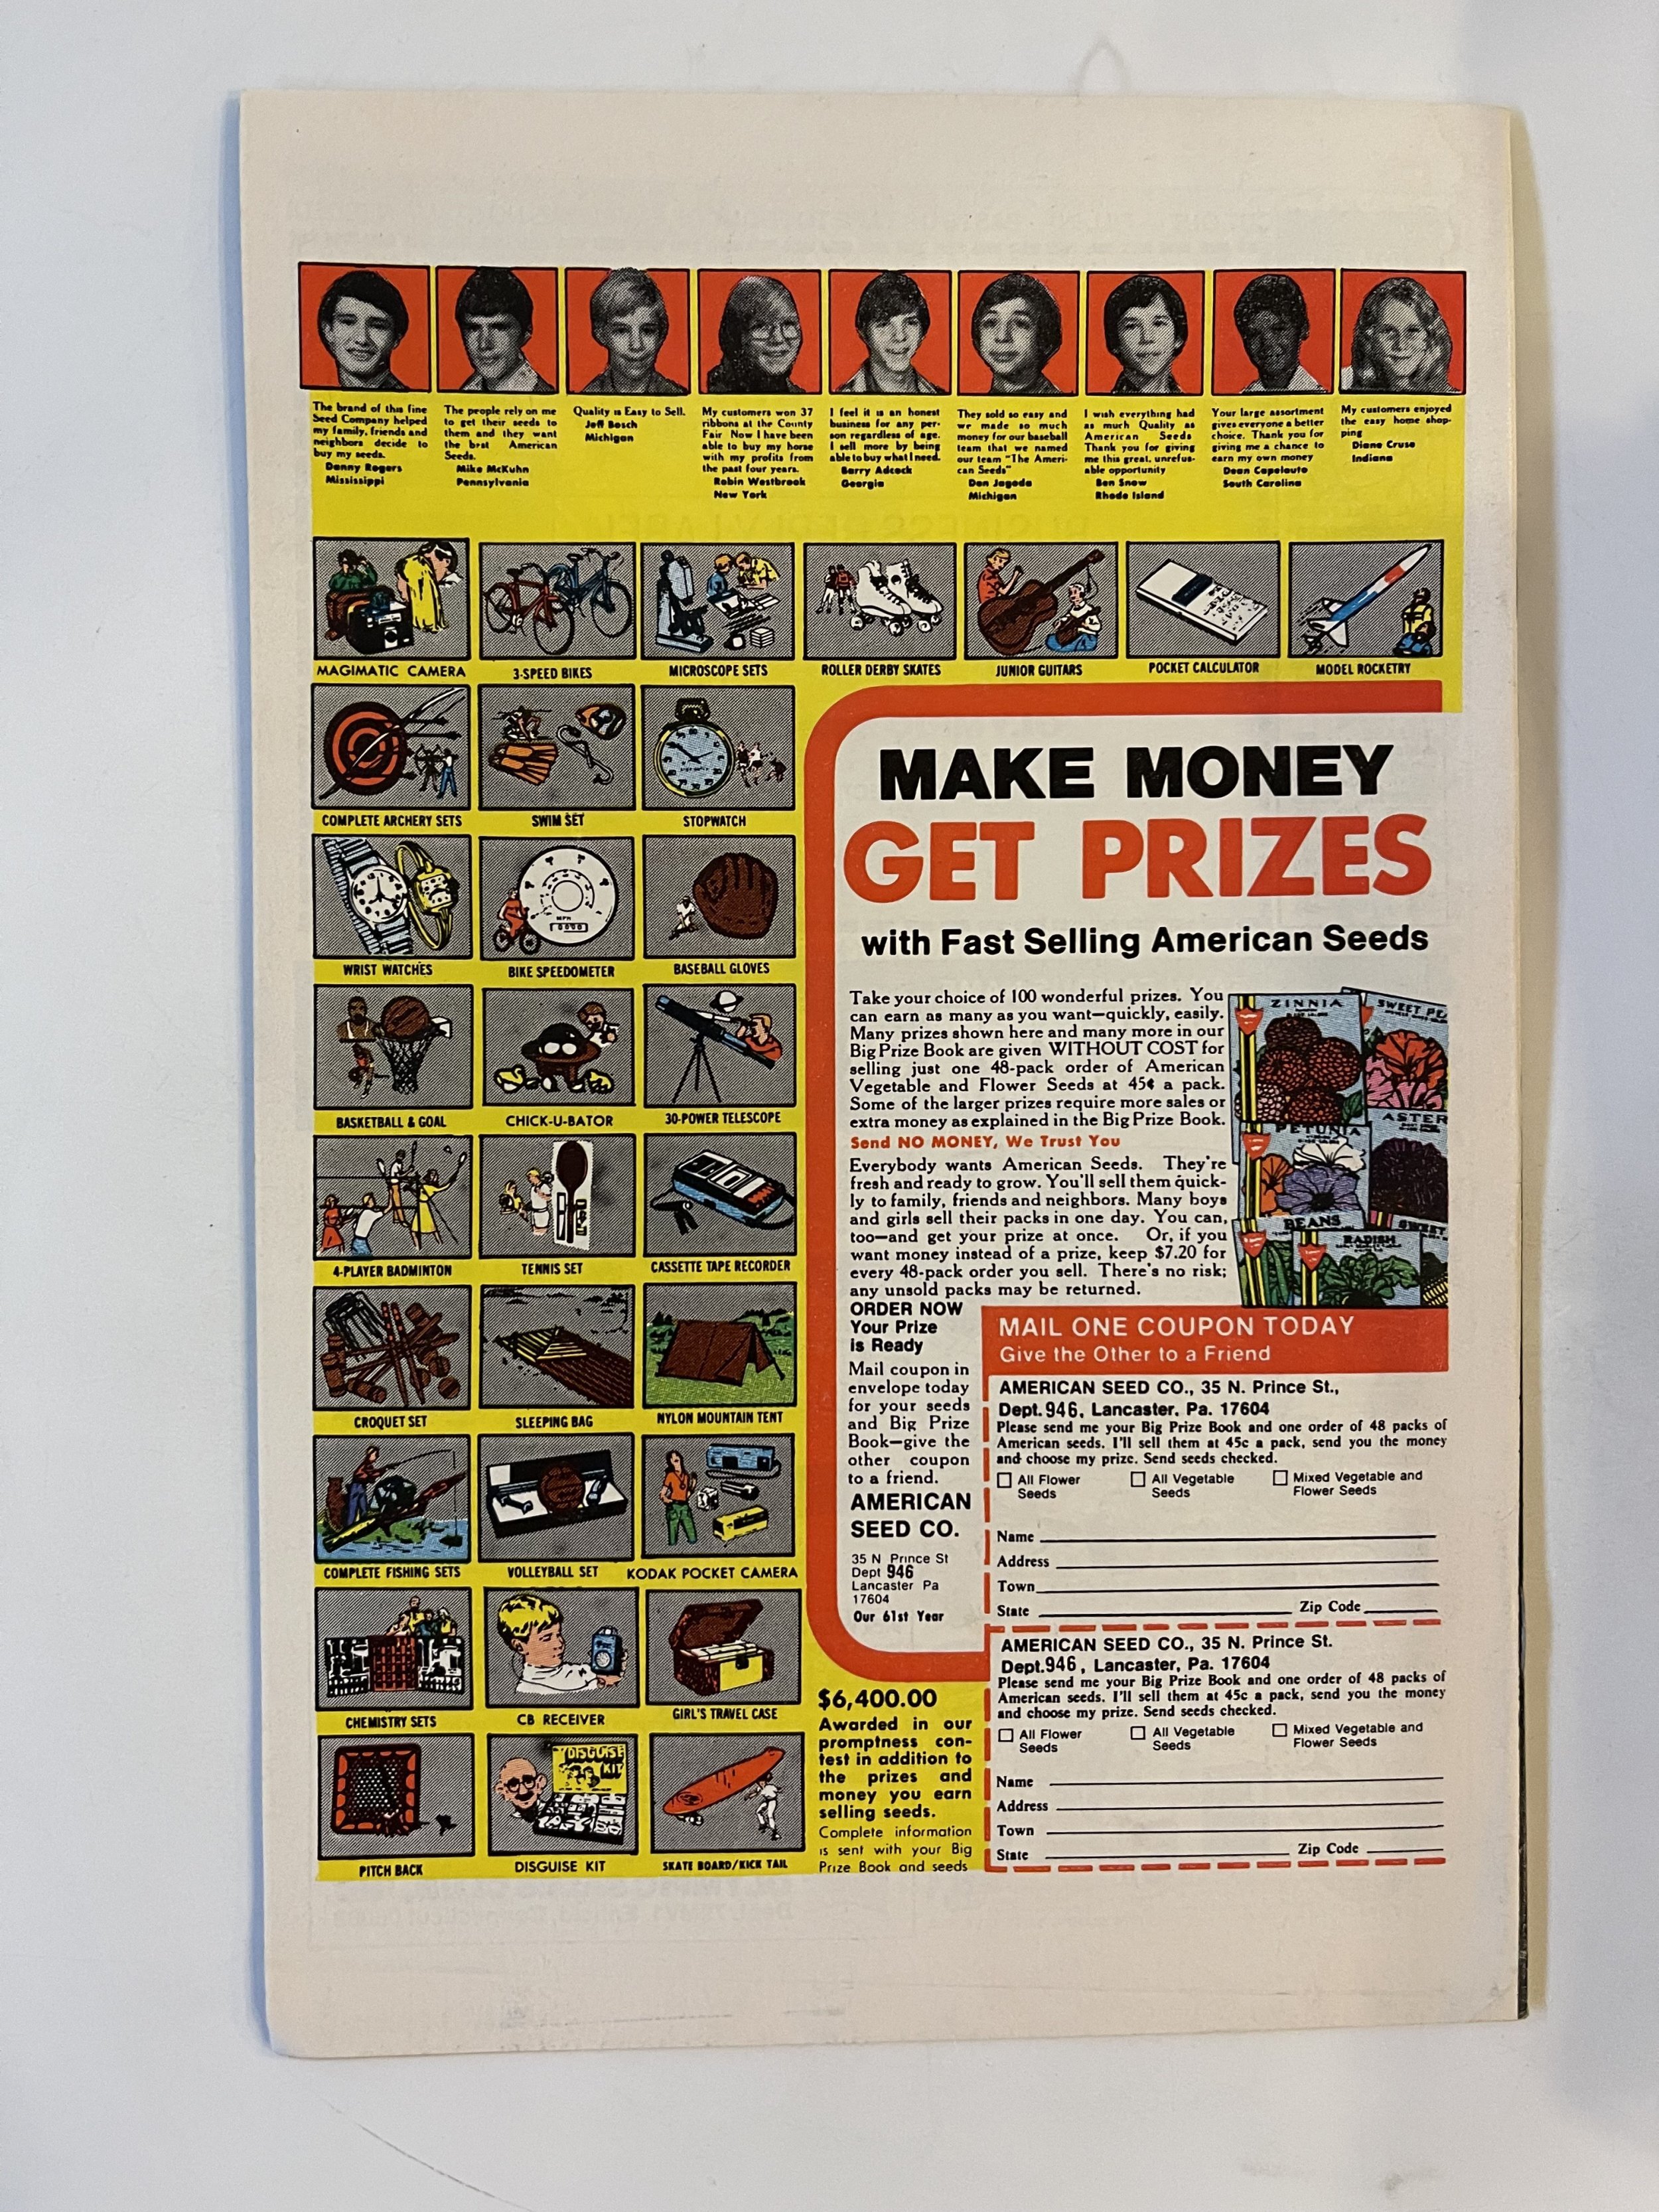 The brand of this fine
Seed Company helped
my family, friends and
neighbors decide to
buy my seeds.
Danny Rogers
Mississippi
The people rely on me
to get their seeds to
them and they want
the best American
Seeds.
Mike McKuhn
Pennsylvania
Quality is Easy to Sell.
Jeff Bosch
Michigan
My customers won 37
ribbons at the County
Fair Now I have been
able to buy my horse
with my profits from
the past four years.
Robin Westbrook
New York
I feel it is an honest
business for any per-
son regardless of age.
I sell more by being
able to buy what I need.
Barry Adcock
Georgia
They sold so easy and
we made so much
money for our baseball
team that we named
our team "The Ameri-
can Seeds"
Dan Jagoda
Michigan
I wish everything had
as much Quality as
American Seeds
Thank you for giving
me this great, unrefus-
able opportunity
Ben Snow
Rhode Island
Your large assortment
gives everyone a better
choice. Thank you for
giving me a chance to
earn my own money
Dean Capelouto
South Carolina
My customers enjoyed
the easy home shop-
ping
Diane Cruse
Indiana
MAGIMATIC CAMERA
3-SPEED BIKES
MICROSCOPE SETS
ROLLER DERBY SKATES
JUNIOR GUITARS
POCKET CALCULATOR
MODEL ROCKETRY
COMPLETE ARCHERY SETS
SWIM SET
STOPWATCH
WRIST WATCHES
MPH
BIKE SPEEDOMETER
BASEBALL GLOVES
BASKETBALL & GOAL
CHICK-U-BATOR
30-POWER TELESCOPE
4-PLAYER BADMINTON
TENNIS SET
CASSETTE TAPE RECORDER
CROQUET SET
SLEEPING BAG
NYLON MOUNTAIN TENT
COMPLETE FISHING SETS
VOLLEYBALL SET
KODAK POCKET CAMERA
CHEMISTRY SETS
CB RECEIVER
GIRL'S TRAVEL CASE
PITCH BACK
DISGUISE
KIT
DISGUISE KIT
SKATE BOARD/KICK TAIL
MAKE MONEY
GET PRIZES
with Fast Selling American Seeds
Take your choice of 100 wonderful prizes. You
can earn as many as you want—quickly, easily.
Many prizes shown here and many more in our
Big Prize Book are given WITHOUT COST for
selling just one 48-pack order of American
Vegetable and Flower Seeds at 45¢ a pack.
Some of the larger prizes require more sales or
extra money as explained in the Big Prize Book.
Send NO MONEY, We Trust You
Everybody wants American Seeds. They're
fresh and ready to grow. You'll sell them quick-
ly to family, friends and neighbors. Many boys
and girls sell their packs in one day. You can,
too—and get your prize at once. Or, if you
want money instead of a prize, keep $7.20 for
every 48-pack order you sell. There's no risk;
any unsold packs may be returned.
ZINNIA
SWEET PE
ASTER
PETUNIA
BEANS
RADISH
SWEET
ORDER NOW
Your Prize
is Ready
Mail coupon in
envelope today
for your seeds
and Big Prize
Book—give the
other coupon
to a friend.
AMERICAN
SEED CO.
35 N Prince St
Dept 946
Lancaster Pa
17604
Our 61st Year
$6,400.00
Awarded in our
promptness con-
test in addition to
the prizes and
money you earn
selling seeds.
Complete information
is sent with your Big
Prize Book and seeds
MAIL ONE COUPON TODAY
Give the Other to a Friend
AMERICAN SEED CO., 35 N. Prince St.,
Dept. 946, Lancaster, Pa. 17604
Please send me your Big Prize Book and one order of 48 packs of
American seeds. I'll sell them at 45c a pack, send you the money
and choose my prize. Send seeds checked.
All Flower
Seeds
All Vegetable
Seeds
Mixed Vegetable and
Flower Seeds
Name
Address
Town
State Zip Code
AMERICAN SEED CO., 35 N. Prince St.
Dept. 946, Lancaster, Pa. 17604
Please send me your Big Prize Book and one order of 48 packs of
American seeds. I'll sell them at 45c a pack, send you the money
and choose my prize. Send seeds checked.
All Flower
Seeds
All Vegetable
Seeds
Mixed Vegetable and
Flower Seeds
Name
Address
Town
State Zip Code